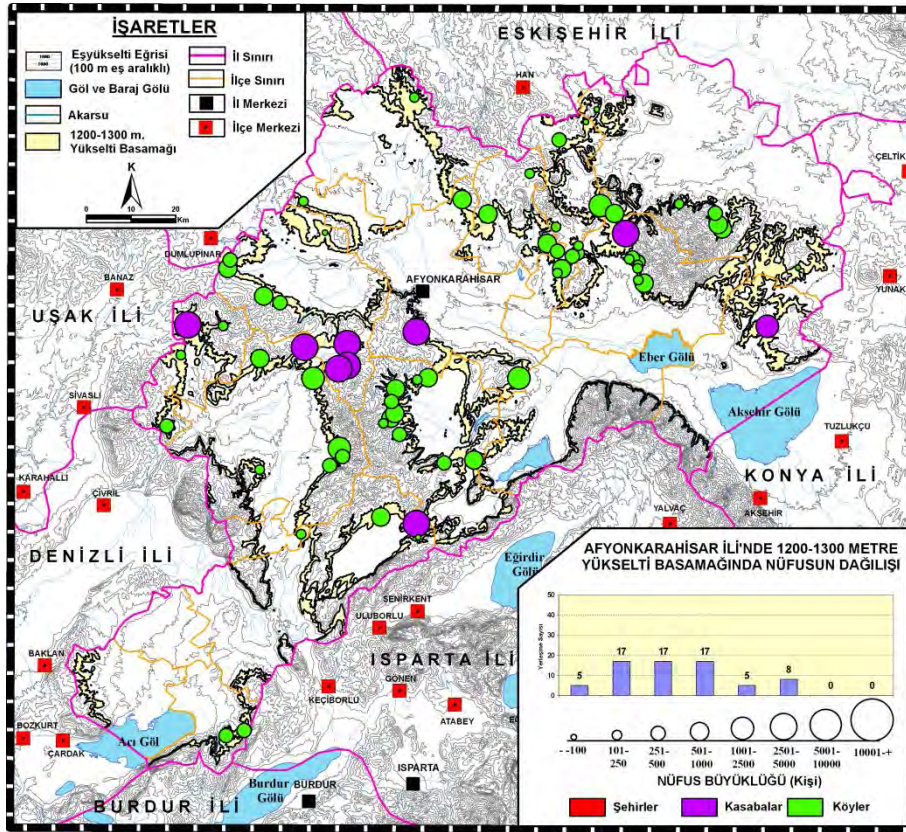 İŞARETLER
Eşyükselti Eğrisi
(100 m eş aralıklı)
Göl ve Baraj Gölü
Akarsu
1200-1300 m.
Yükselti Basamağı
İl Sınırı
İlçe Sınırı
İl Merkezi
İlçe Merkezi
K
0 10 20
Km
ESKİŞEHİR İLİ
HAN
ÇELTİK
DUMLUPINAR
BANAZ
AFYONKARAHİSAR
YUNAK
UŞAK İLİ
Eber Gölü
SİVASLI
Akşehir Gölü
TUZLUKÇU
KARAHALLI
ÇİVRİL
KONYA İLİ
AKŞEHİR
YALVAÇ
DENİZLİ İLİ
Eğirdir
Gölü
SENİRKENT
ULUBORLU
ISPARTA İLİ
BAKLAN
KEÇİBORLU
GÖNEN
ATABEY
BOZKURT
ÇARDAK
Acı Göl
ISPARTA
Burdur
Gölü
BURDUR
BURDUR İLİ
AFYONKARAHİSAR İLİ'NDE 1200-1300 METRE
YÜKSELTİ BASAMAĞINDA NÜFUSUN DAĞILIŞI
Yerleşme Sayısı
50
40
30
20
10
0
5 17 17 17 5 8 0 0
- -100 101- 251- 501- 1001- 2501- 5001- 10001-+
250 500 1000 2500 5000 10000
NÜFUS BÜYÜKLÜĞÜ (Kişi)
Şehirler Kasabalar Köyler